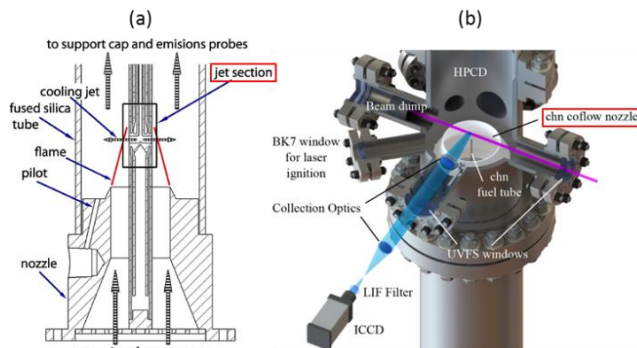 (a)
to support cap and emisions probes
cooling jet
jet section
fused silica
tube
flame
pilot
nozzle
(b)
HPCD
Beam dump
chn coflow nozzle
BK7 window
for laser
ignition
chn
fuel tube
Collection Optics
UVFS windows
LIF Filter
ICCD